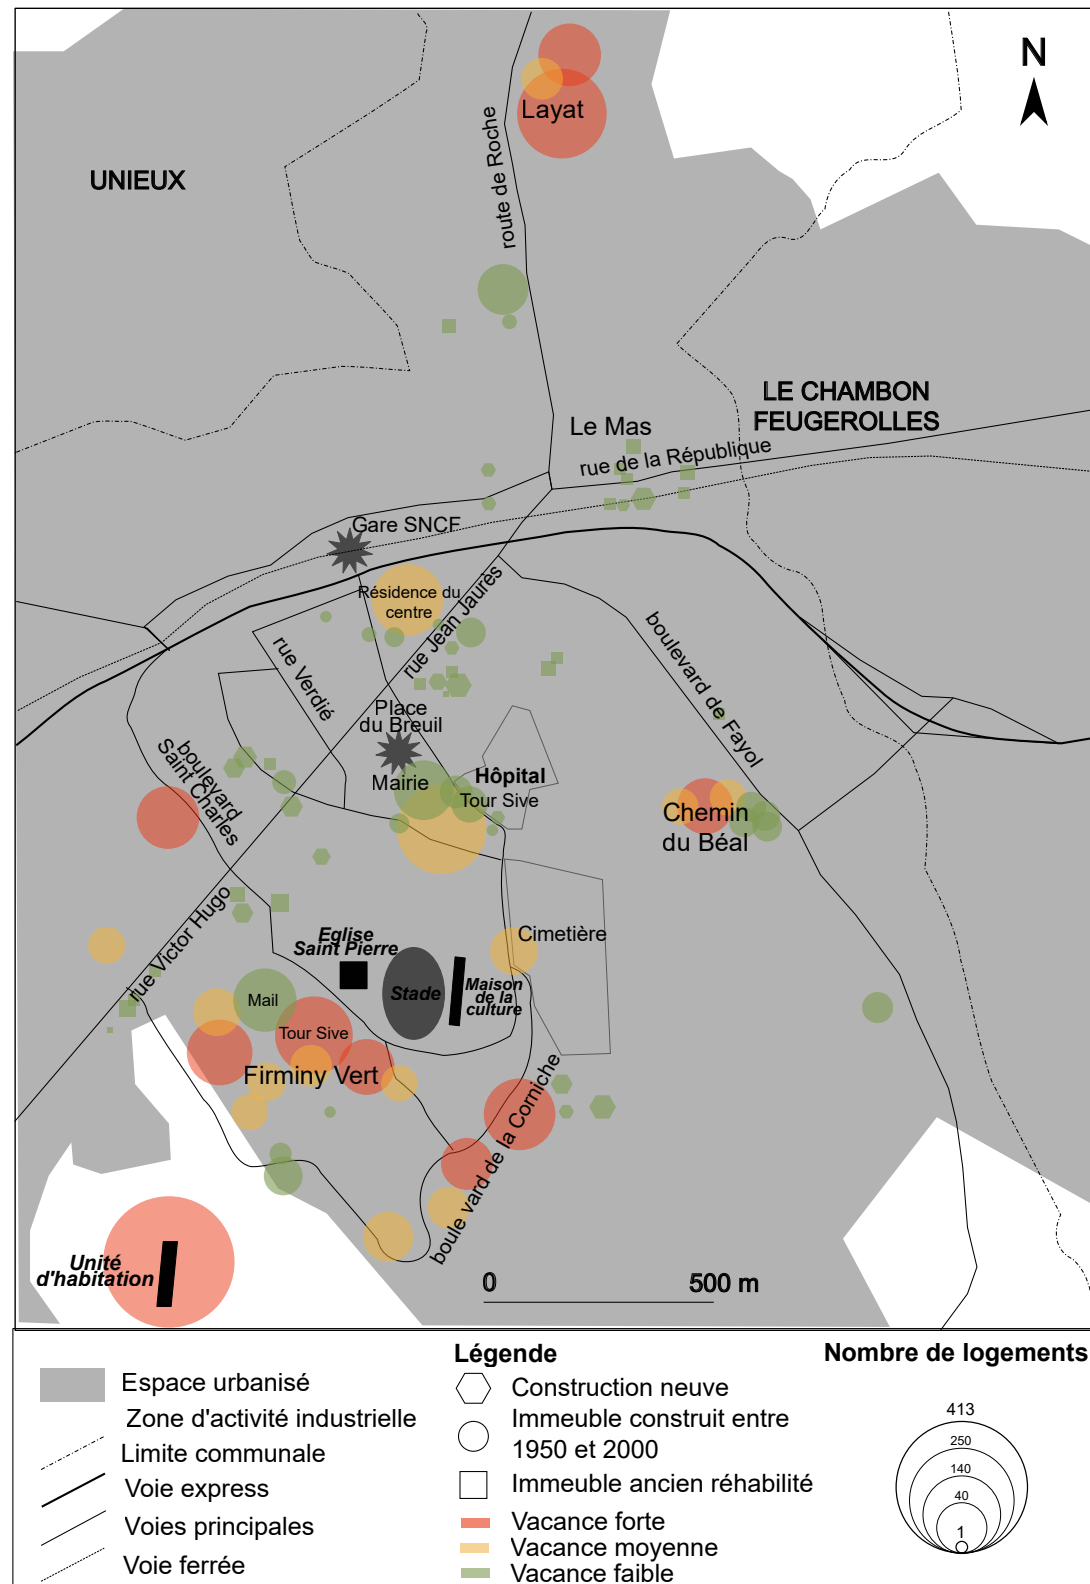 N
Layat
UNIEUX
route de Roche
LE CHAMBON
FEUGEROLLES
Le Mas
rue de la République
Gare SNCF
Résidence du
centre
rue Jean Jaurès
rue Verdié
boulevard de Fayol
Place
du Breuil
boulevard
Saint Charles
Mairie
Hôpital
Tour Sive
Chemin
du Béal
rue Victor Hugo
Eglise
Saint Pierre
Cimetière
Stade
Maison
de la
culture
Mail
Tour Sive
Firminy Vert
boule vard de la Corniche
Unité
d'habitation
0 500 m
Légende
Nombre de logements
Espace urbanisé
Zone d'activité industrielle
Limite communale
Voie express
Voies principales
Voie ferrée
Construction neuve
Immeuble construit entre
1950 et 2000
Immeuble ancien réhabilité
Vacance forte
Vacance moyenne
Vacance faible
413
250
140
40
1